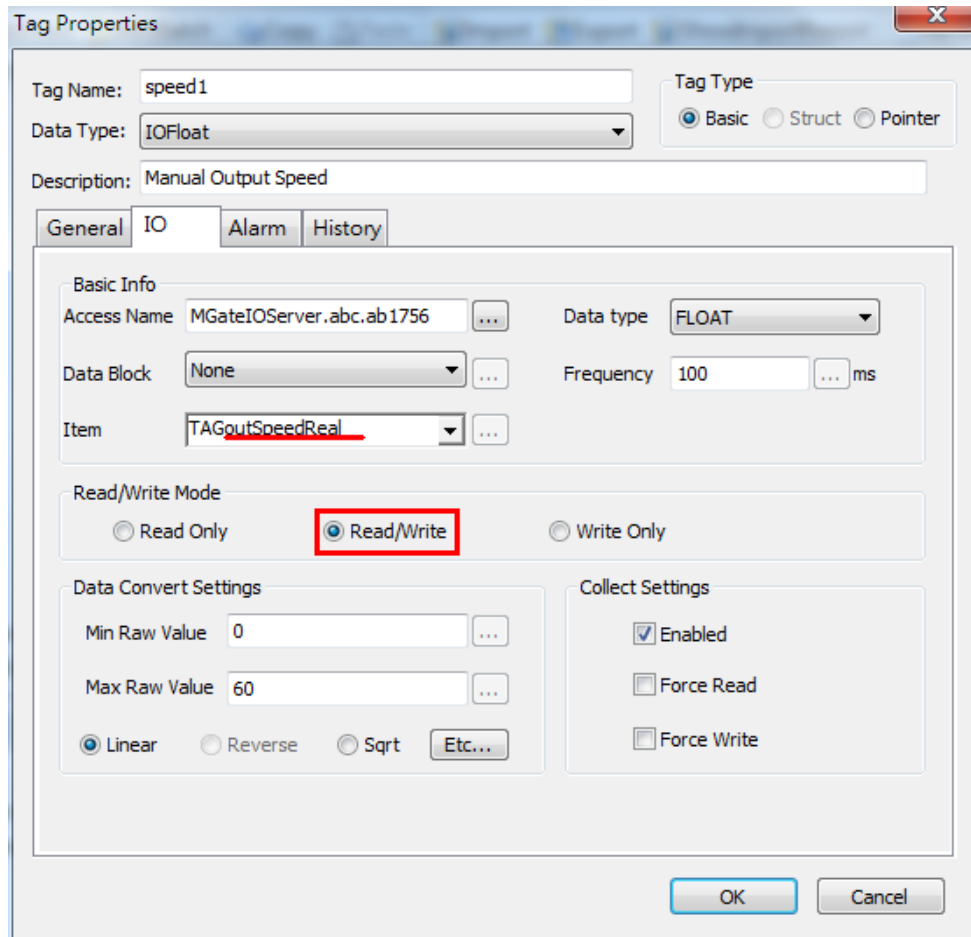 Tag Properties
Tag Name: speed1
Tag Type
Basic Struct Pointer
Data Type: IOFloat
Description: Manual Output Speed
General IO Alarm History
Basic Info
Access Name MGateIOServer.abc.ab1756 ... Data type FLOAT
Data Block None ... Frequency 100 ... ms
Item TAGoutSpeedReal ...
Read/Write Mode
Read Only Read/Write Write Only
Data Convert Settings Collect Settings
Min Raw Value 0 ... Enabled
Max Raw Value 60 ... Force Read
Linear Reverse Sqrt Etc... Force Write
OK Cancel